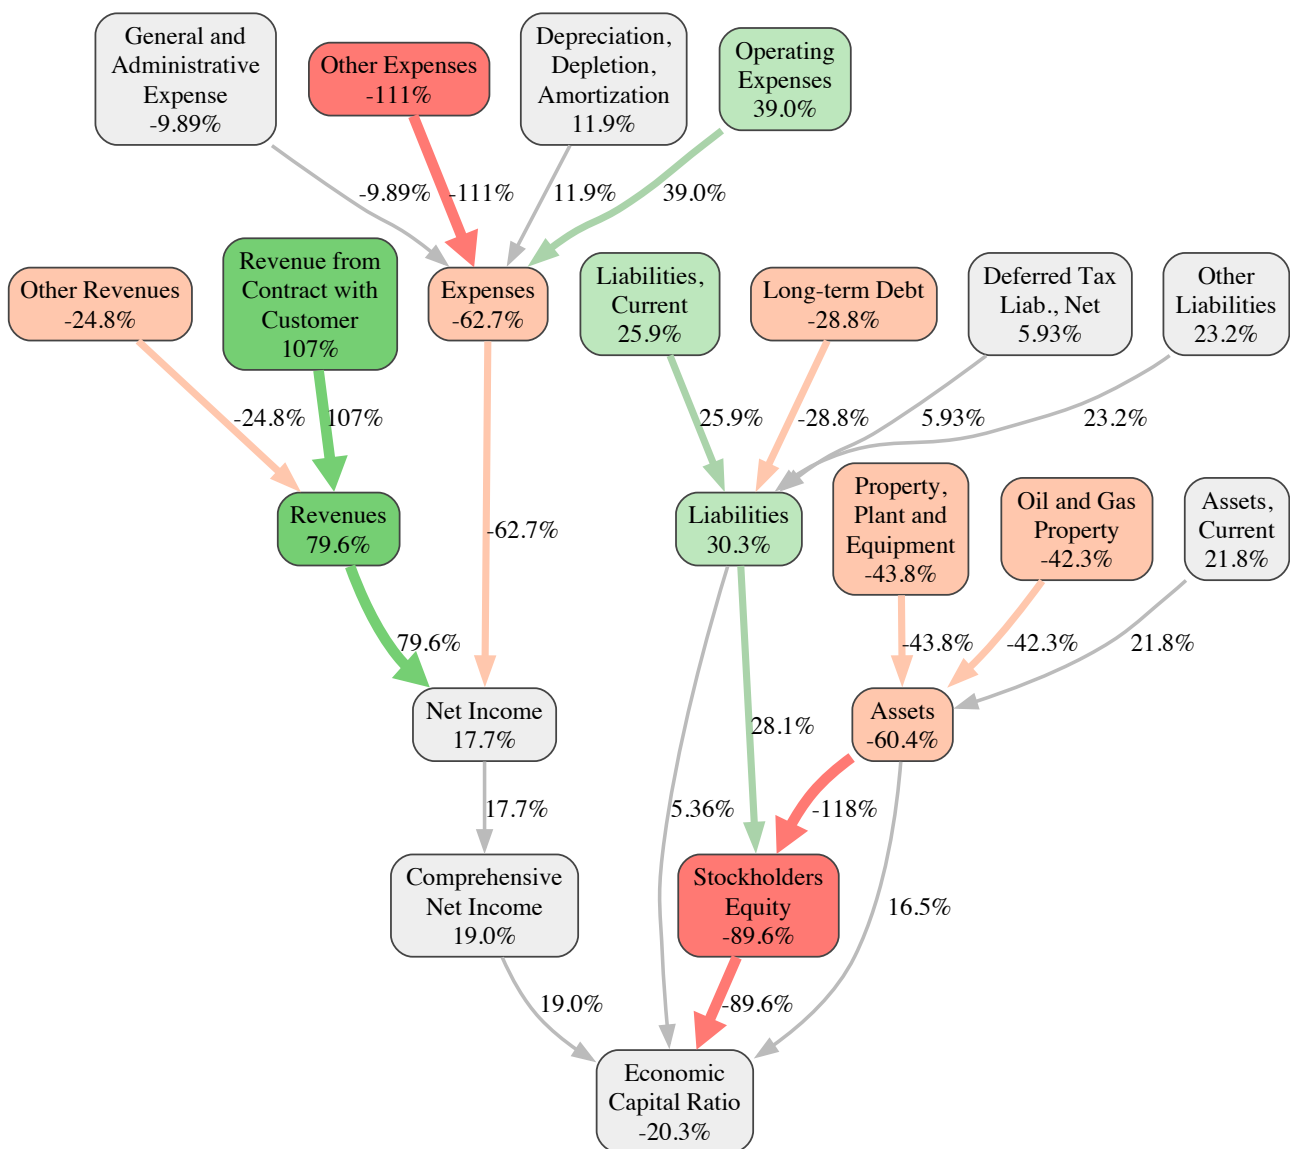 General and
Administrative
Expense
-9.89%
Other Expenses
-111%
Depreciation,
Depletion,
Amortization
11.9%
Operating
Expenses
39.0%
-9.89%
-111%
11.9%
39.0%
Other Revenues
-24.8%
Revenue from
Contract with
Customer
107%
Expenses
-62.7%
Liabilities,
Current
25.9%
Long-term Debt
-28.8%
Deferred Tax
Liab., Net
5.93%
Other
Liabilities
23.2%
-24.8%
107%
25.9%
-28.8%
5.93%
23.2%
Revenues
79.6%
-62.7%
Liabilities
30.3%
Property,
Plant and
Equipment
-43.8%
Oil and Gas
Property
-42.3%
Assets,
Current
21.8%
79.6%
-43.8%
-42.3%
21.8%
Net Income
17.7%
28.1%
Assets
-60.4%
17.7%
5.36%
-118%
Comprehensive
Net Income
19.0%
Stockholders
Equity
-89.6%
16.5%
19.0%
-89.6%
Economic
Capital Ratio
-20.3%